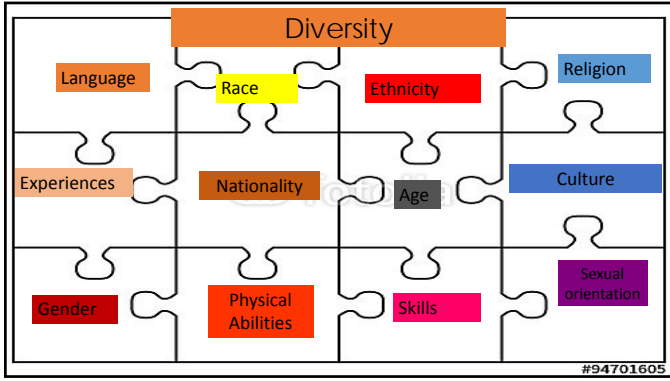 Diversity
Language
Race
Ethnicity
Religion
Experiences
Nationality
Age
Culture
Gender
Physical
Abilities
Skills
Sexual
orientation
#94701605